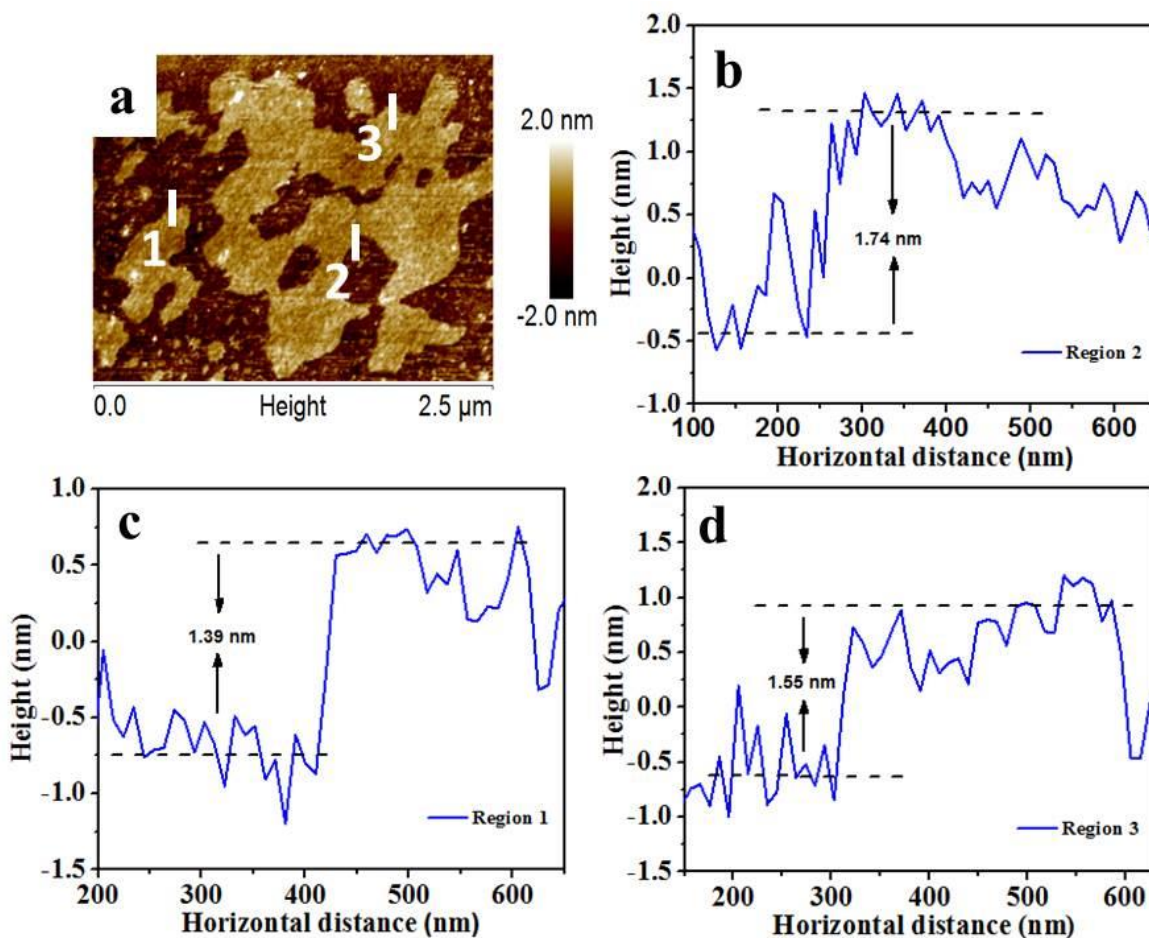 a
1
2
3
2.0 nm
-2.0 nm
0.0 Height 2.5 μm
b
Height (nm)
2.0
1.5
1.0
0.5
0.0
-0.5
-1.0
1.74 nm
Region 2
100 200 300 400 500 600
Horizontal distance (nm)
c
Height (nm)
1.0
0.5
0.0
-0.5
-1.0
-1.5
1.39 nm
Region 1
200 300 400 500 600
Horizontal distance (nm)
d
Height (nm)
2.0
1.5
1.0
0.5
0.0
-0.5
-1.0
-1.5
1.55 nm
Region 3
200 300 400 500 600
Horizontal distance (nm)